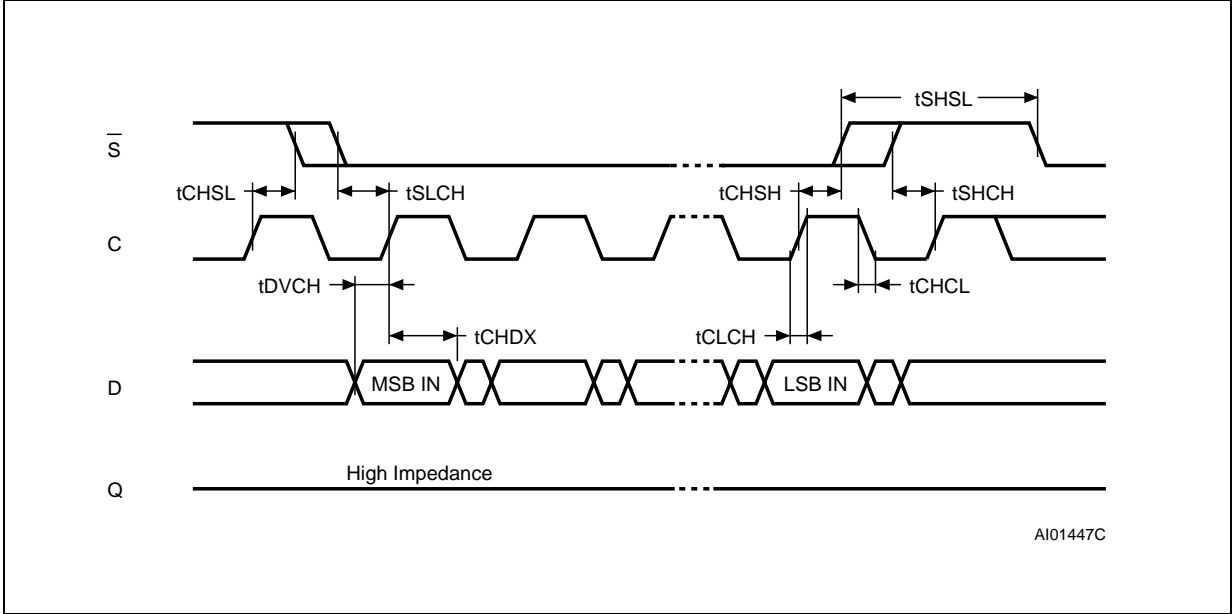 tSHSL
S̅
tCHSL
tSLCH
tCHSH
tSHCH
C
tDVCH
tCHCL
tCHDX
tCLCH
D
MSB IN
LSB IN
High Impedance
Q
AI01447C